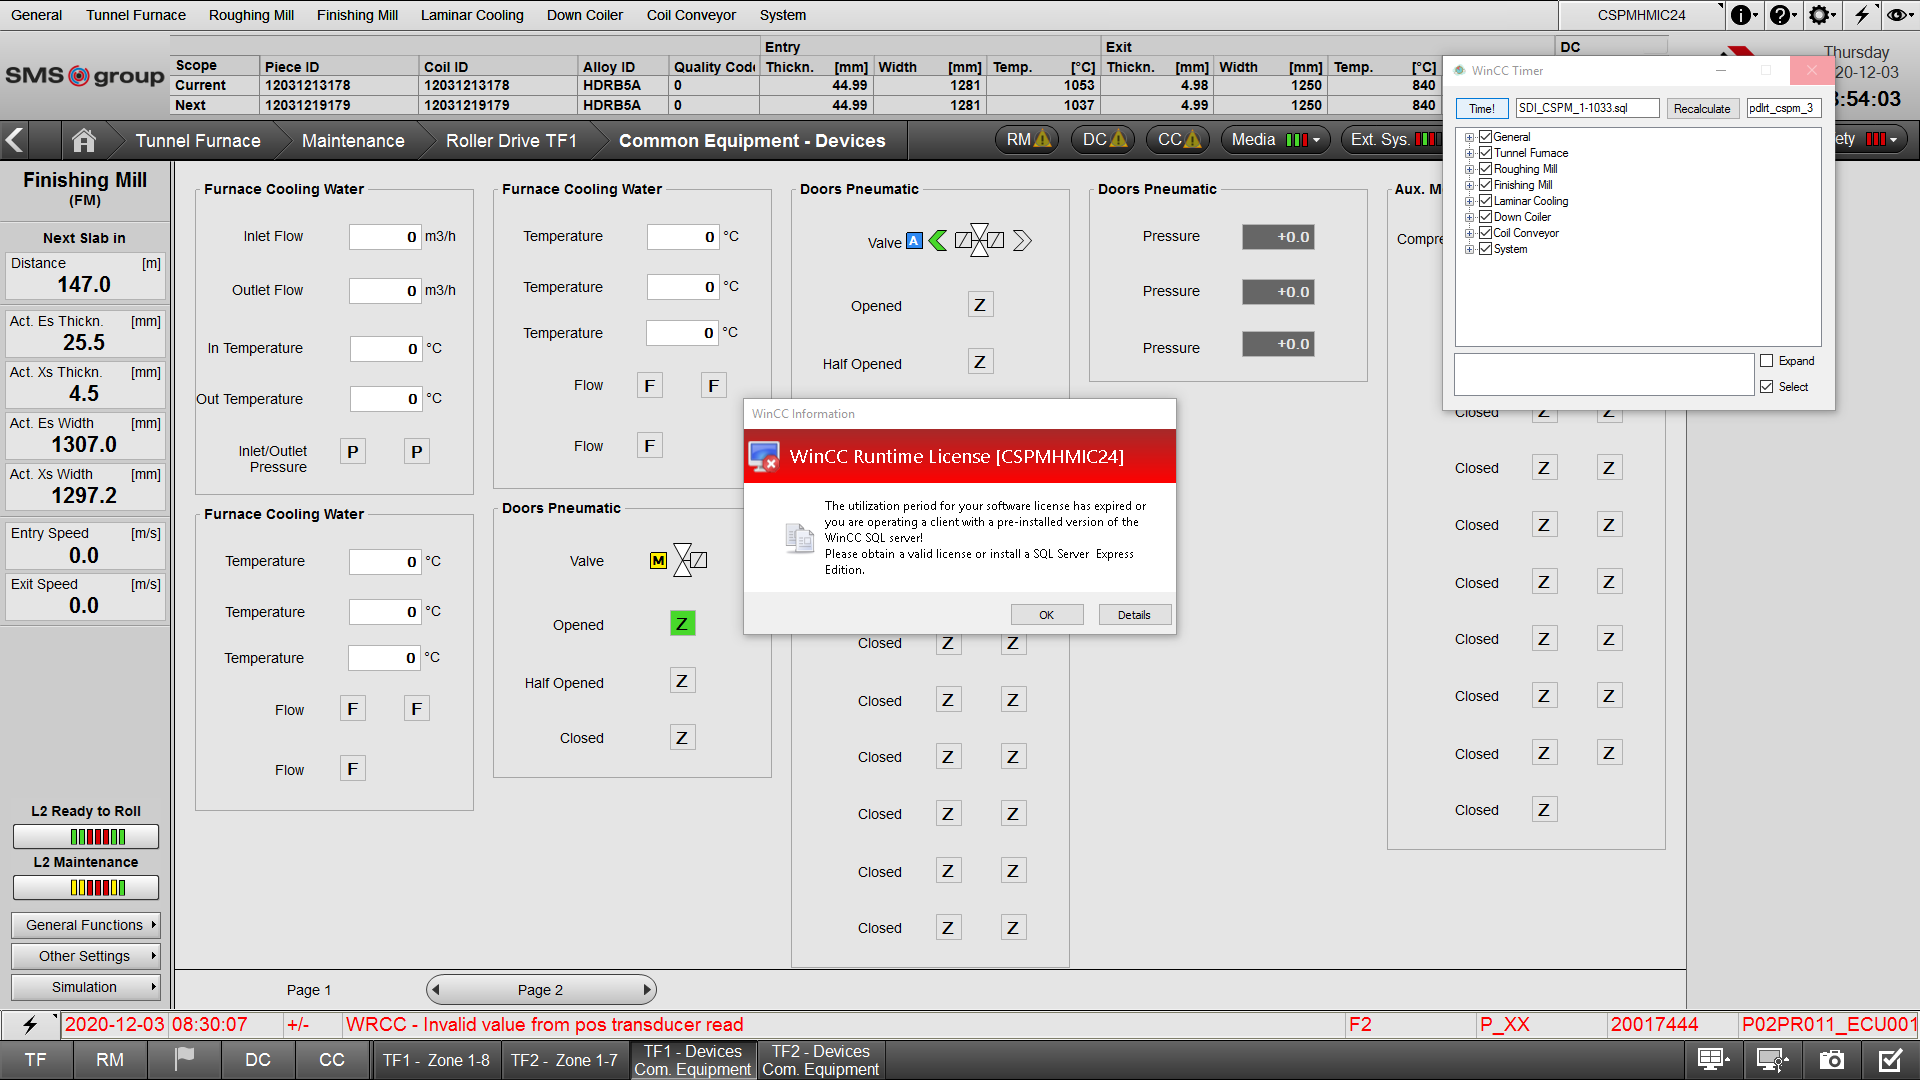 General Tunnel Furnace Roughing Mill Finishing Mill Laminar Cooling Down Coiler Coil Conveyor System CSPMHMIC24
SMS group
Entry Exit DC
Scope Piece ID Coil ID Alloy ID Quality Code Thickn. [mm] Width [mm] Temp. [°C] Thickn. [mm] Width [mm] Temp. [°C]
Current 12031213178 12031213178 HDRB5A 0 44.99 1281 1053 4.98 1250 840
Next 12031219179 12031219179 HDRB5A 0 44.99 1281 1037 4.99 1250 840
Thursday
20-12-03
:54:03
Tunnel Furnace Maintenance Roller Drive TF1 Common Equipment - Devices RM DC CC Media Ext. Sys. ety
WinCC Timer
Time! SDI_CSPM_1-1033.sql Recalculate pdlrt_cspm_3
General
Tunnel Furnace
Roughing Mill
Finishing Mill
Laminar Cooling
Down Coiler
Coil Conveyor
System
Expand
Select
Finishing Mill
(FM)
Next Slab in
Distance [m]
147.0
Act. Es Thickn. [mm]
25.5
Act. Xs Thickn. [mm]
4.5
Act. Es Width [mm]
1307.0
Act. Xs Width [mm]
1297.2
Entry Speed [m/s]
0.0
Exit Speed [m/s]
0.0
L2 Ready to Roll
L2 Maintenance
General Functions
Other Settings
Simulation
Furnace Cooling Water
Inlet Flow 0 m3/h
Outlet Flow 0 m3/h
In Temperature 0 °C
Out Temperature 0 °C
Inlet/Outlet
Pressure P P
Furnace Cooling Water
Temperature 0 °C
Temperature 0 °C
Temperature 0 °C
Flow F F
Flow F
Furnace Cooling Water
Temperature 0 °C
Temperature 0 °C
Temperature 0 °C
Flow F F
Flow F
Doors Pneumatic
Valve M
Opened Z
Half Opened Z
Closed Z
Doors Pneumatic
Valve A
Opened Z
Half Opened Z
Closed Z Z
Closed Z Z
Closed Z Z
Closed Z Z
Closed Z Z
Closed Z Z
Doors Pneumatic
Pressure +0.0
Pressure +0.0
Pressure +0.0
Aux. M
Compre
Closed Z Z
Closed Z Z
Closed Z Z
Closed Z Z
Closed Z Z
Closed Z Z
Closed Z Z
Closed Z
WinCC Information
WinCC Runtime License [CSPMHMIC24]
The utilization period for your software license has expired or
you are operating a client with a pre-installed version of the
WinCC SQL server!
Please obtain a valid license or install a SQL Server Express
Edition.
OK Details
Page 1 Page 2
2020-12-03 08:30:07 +/- WRCC - Invalid value from pos transducer read F2 P_XX 20017444 P02PR011_ECU001
TF RM DC CC TF1 - Zone 1-8 TF2 - Zone 1-7 TF1 - Devices
Com. Equipment TF2 - Devices
Com. Equipment